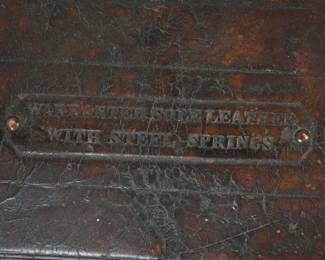 WARRANTED SOLE LEATHER
WITH STEEL SPRINGS